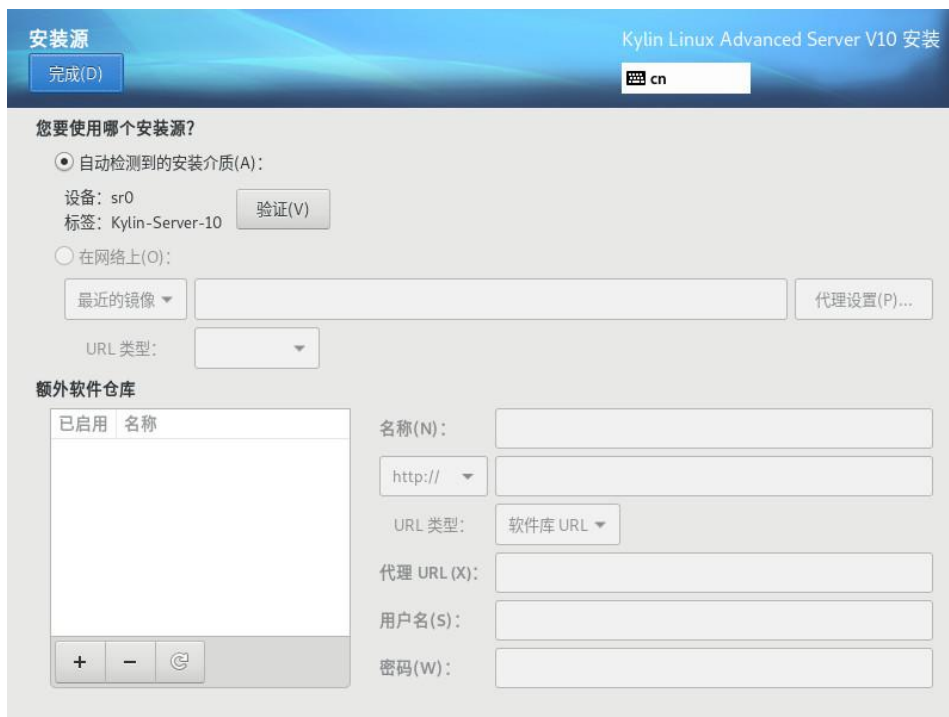 安装源
Kylin Linux Advanced Server V10 安装
完成(D)
cn
您要使用哪个安装源?
自动检测到的安装介质(A):
设备: sr0
标签: Kylin-Server-10
验证(V)
在网络上(O):
最近的镜像
代理设置(P)...
URL 类型:
额外软件仓库
已启用 名称
名称(N):
http://
URL 类型:
软件库 URL
代理 URL (X):
用户名(S):
密码(W):